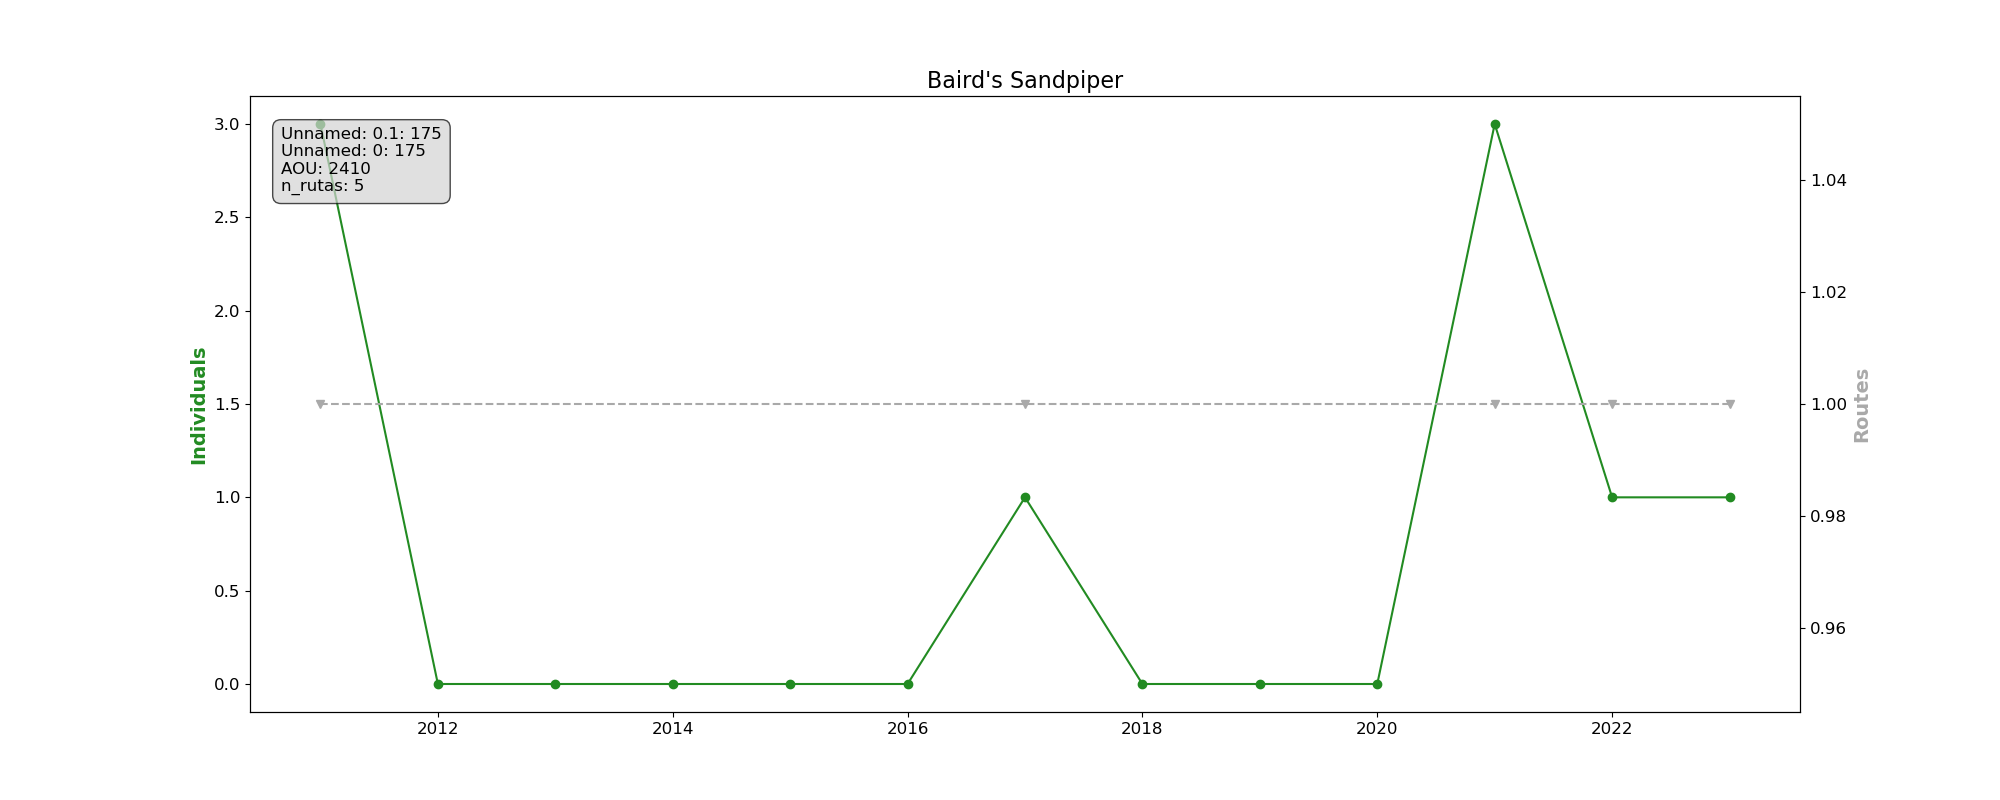 Baird's Sandpiper
Unnamed: 0.1: 175
Unnamed: 0: 175
AOU: 2410
n_rutas: 5
Individuals
3.0
2.5
2.0
1.5
1.0
0.5
0.0
1.04
1.02
1.00
0.98
0.96
Routes
2012 2014 2016 2018 2020 2022